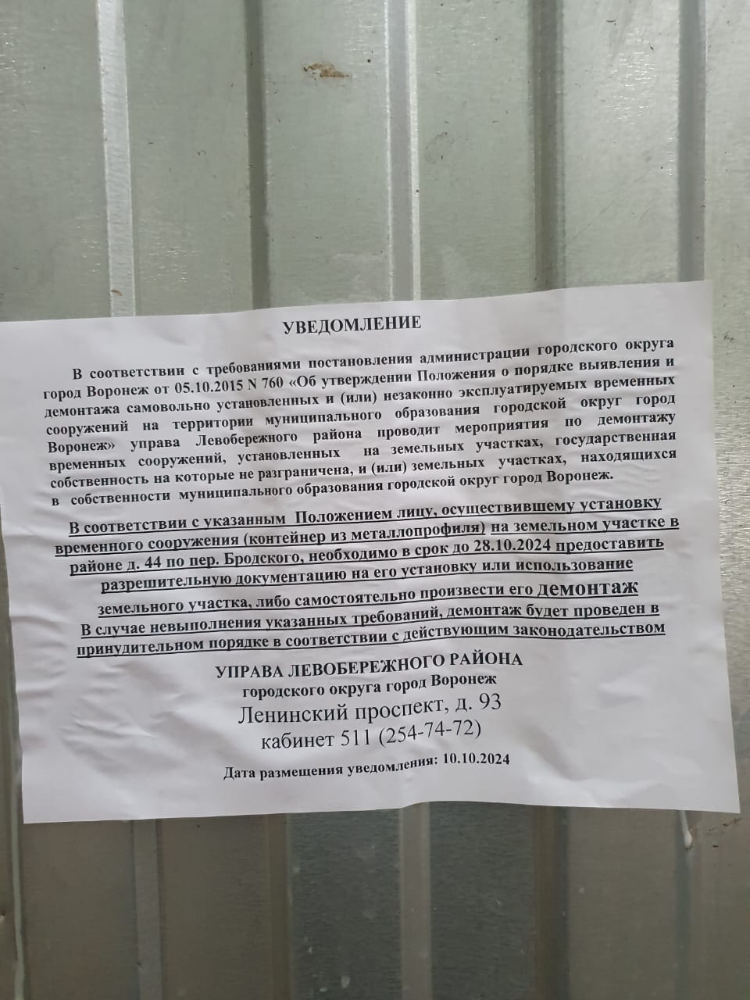 УВЕДОМЛЕНИЕ
В соответствии с требованиями постановления администрации городского округа
город Воронеж от 05.10.2015 N 760 «Об утверждении Положения о порядке выявления и
демонтажа самовольно установленных и (или) незаконно эксплуатируемых временных
сооружений на территории муниципального образования городской округ город
Воронеж» управа Левобережного района проводит мероприятия по демонтажу
временных сооружений, установленных на земельных участках, государственная
собственность на которые не разграничена, и (или) земельных участках, находящихся
в собственности муниципального образования городской округ город Воронеж.
В соответствии с указанным Положением лицу, осуществившему установку
временного сооружения (контейнер из металлопрофиля) на земельном участке в
районе д. 44 по пер. Бродского, необходимо в срок до 28.10.2024 предоставить
разрешительную документацию на его установку или использование
земельного участка, либо самостоятельно произвести его демонтаж
В случае невыполнения указанных требований, демонтаж будет проведен в
принудительном порядке в соответствии с действующим законодательством
УПРАВА ЛЕВОБЕРЕЖНОГО РАЙОНА
городского округа город Воронеж
Ленинский проспект, д. 93
кабинет 511 (254-74-72)
Дата размещения уведомления: 10.10.2024